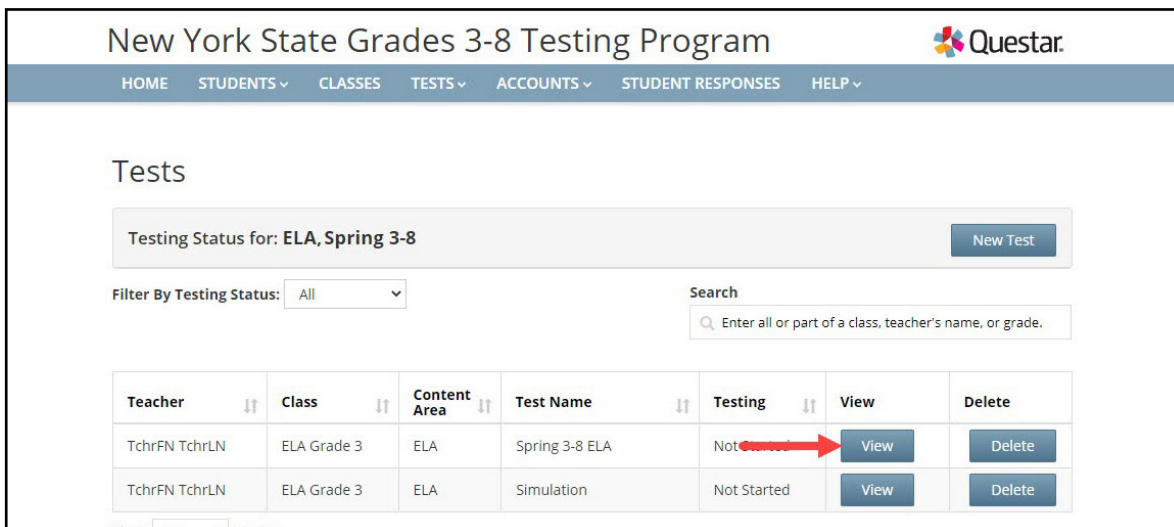 New York State Grades 3-8 Testing Program
Questar
HOME STUDENTS CLASSES TESTS ACCOUNTS STUDENT RESPONSES HELP
Tests
Testing Status for: ELA, Spring 3-8
New Test
Filter By Testing Status: All
Search
Enter all or part of a class, teacher's name, or grade.
Teacher Class Content Area Test Name Testing View Delete
TchrFN TchrLN ELA Grade 3 ELA Spring 3-8 ELA Not Started View Delete
TchrFN TchrLN ELA Grade 3 ELA Simulation Not Started View Delete